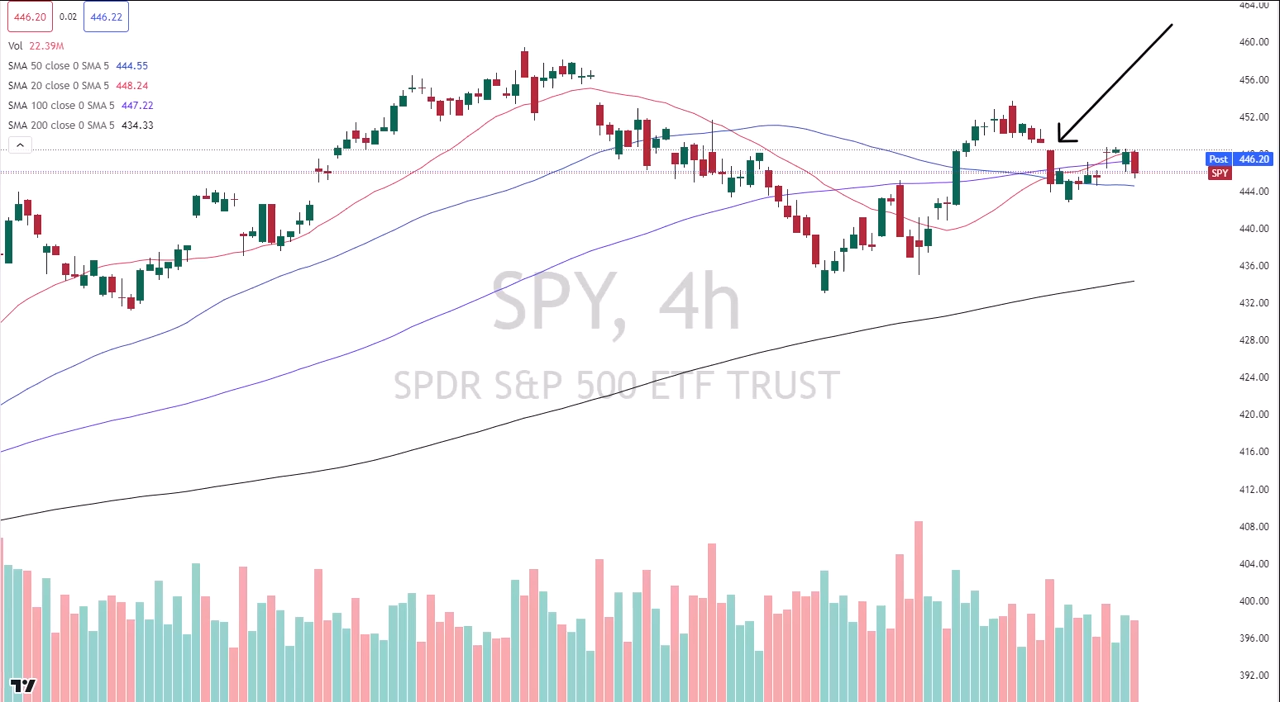 446.20 0.02 446.22
Vol 22.39M
SMA 50 close 0 SMA 5 444.55
SMA 20 close 0 SMA 5 448.24
SMA 100 close 0 SMA 5 447.22
SMA 200 close 0 SMA 5 434.33
SPY, 4h
SPDR S&P 500 ETF TRUST
464.00
460.00
456.00
452.00
Post 446.20
SPY
444.00
440.00
436.00
432.00
428.00
424.00
420.00
416.00
412.00
408.00
404.00
400.00
396.00
392.00